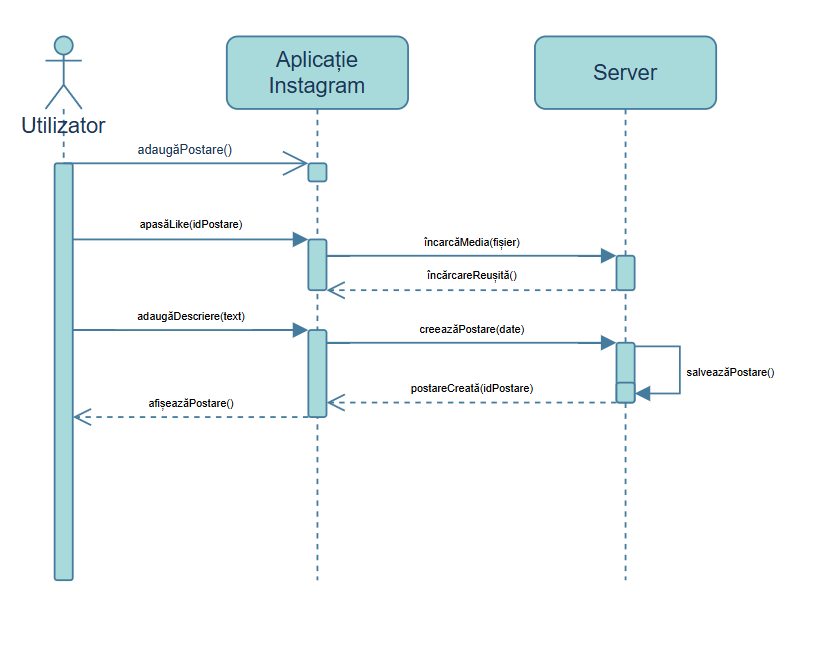 Aplicație
Instagram
Server
Utilizator
adaugăPostare()
apasăLike(idPostare)
încarcăMedia(fișier)
încărcareReușită()
adaugăDescriere(text)
creeazăPostare(date)
salveazăPostare()
postareCreată(idPostare)
afișeazăPostare()